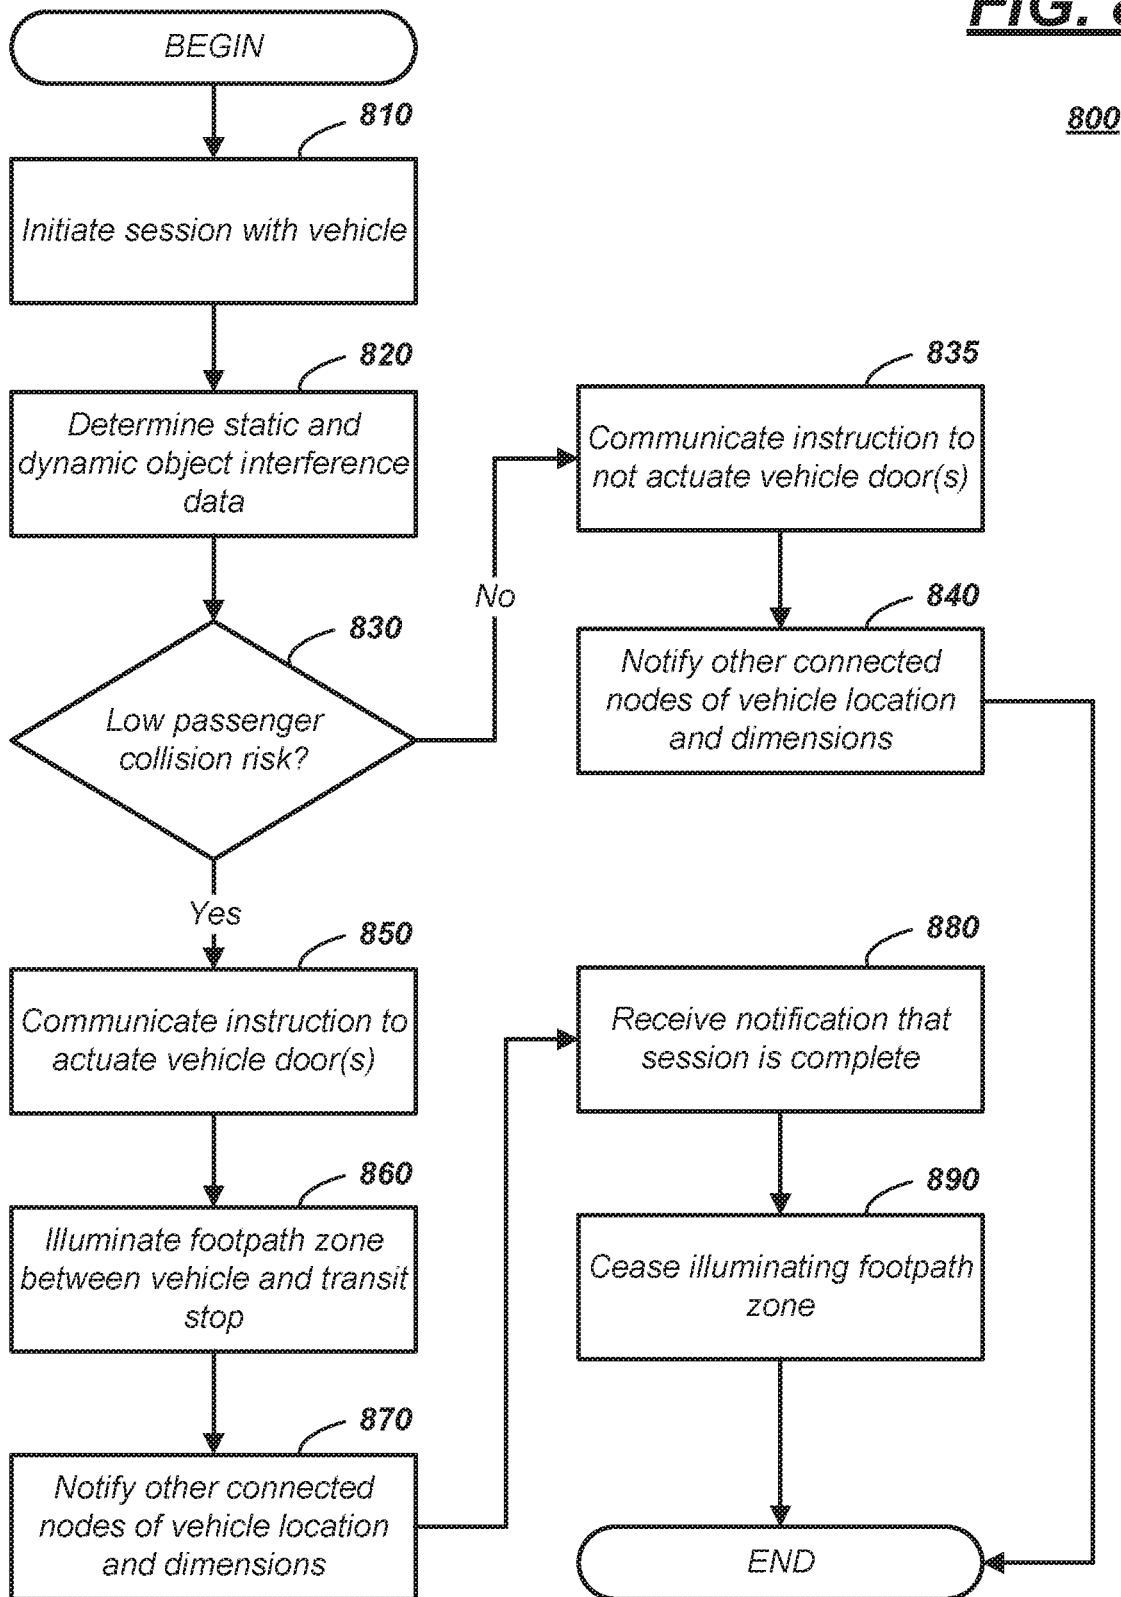 FIG. 8
800
BEGIN
810
Initiate session with vehicle
820
Determine static and
dynamic object interference
data
830
Low passenger
collision risk?
No
Yes
835
Communicate instruction to
not actuate vehicle door(s)
840
Notify other connected
nodes of vehicle location
and dimensions
850
Communicate instruction to
actuate vehicle door(s)
860
Illuminate footpath zone
between vehicle and transit
stop
870
Notify other connected
nodes of vehicle location
and dimensions
880
Receive notification that
session is complete
890
Cease illuminating footpath
zone
END